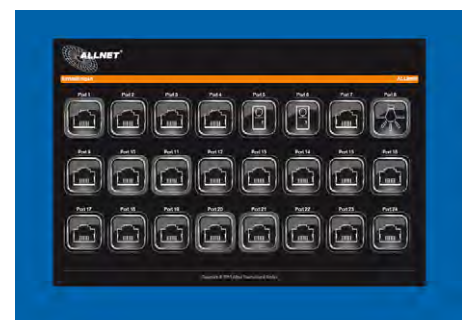 ALLNET
Anwendungen ALLNET
Port 1 Port 2 Port 3 Port 4 Port 5 Port 6 Port 7 Port 8
Port 9 Port 10 Port 11 Port 12 Port 13 Port 14 Port 15 Port 16
Port 17 Port 18 Port 19 Port 20 Port 21 Port 22 Port 23 Port 24